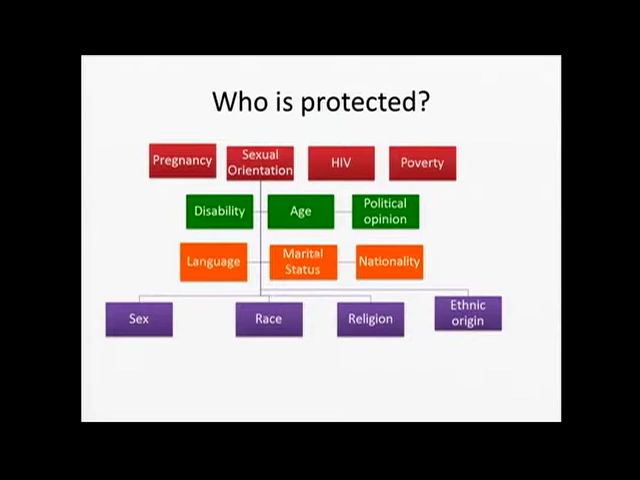 Who is protected?
Pregnancy
Sexual
Orientation
HIV
Poverty
Disability
Age
Political
opinion
Language
Marital
Status
Nationality
Sex
Race
Religion
Ethnic
origin